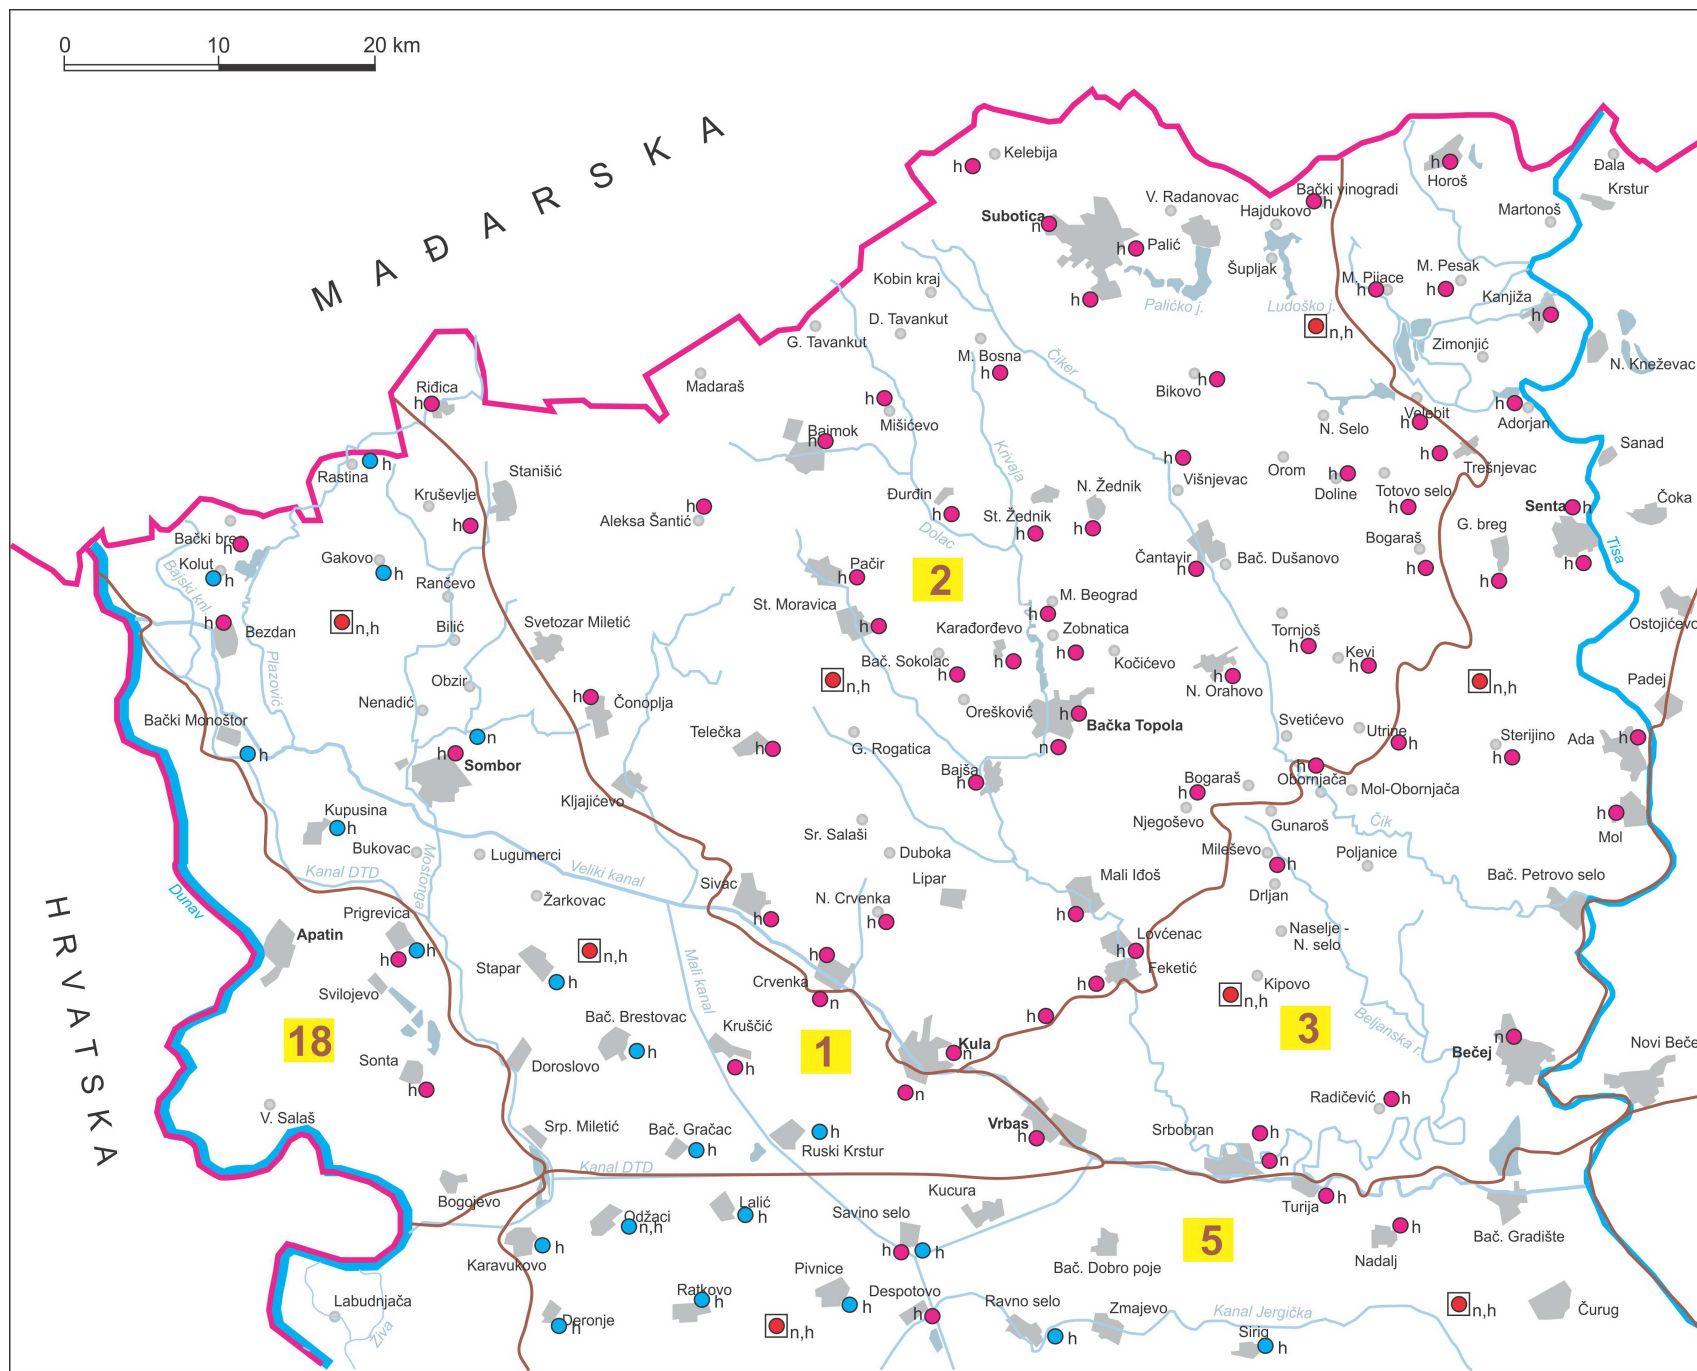 0 10 20 km
MAĐARSKA
HRVATSKA
Kelebija
Subotica
n
h
V. Radanovac
Palić
h
h
Hajdukovo
Šupljak
Bački vinogradi
h
Horoš
h
Đala
Krstur
Martonoš
Palićko j.
Ludoško j.
M. Pijace
h
M. Pesak
h
Kanjiža
h
n,h
Zimonjić
N. Kneževac
Kobin kraj
D. Tavankut
G. Tavankut
M. Bosna
h
Čiker
Madaraš
Riđica
h
Mišićevo
h
Bikovo
h
N. Selo
Velebit
h
Adorjan
h
Bajmok
h
Krivaja
Rastina
h
Stanišić
Kruševlje
h
Aleksa Šantić
h
Đurđin
h
N. Žednik
h
St. Žednik
h
Višnjevac
h
Orom
Doline
h
Totovo selo
h
Trešnjevac
h
Sanad
Čoka
Senta
h
h
G. breg
h
Bogaraš
h
Tisa
Bački breg
h
Kolut
h
Bajski knl.
Gakovo
h
Rančevo
Dolac
Pačir
h
2
Čantavir
h
Bač. Dušanovo
Bezdan
h
n,h
Bilić
Svetozar Miletić
St. Moravica
h
Karađorđevo
h
M. Beograd
h
Zobnatica
h
Kočićevo
Tornjoš
h
Kevi
h
Ostojićevo
Plazović
Obzir
Nenadić
Bač. Sokolac
h
n,h
N. Orahovo
h
n,h
Padej
Bački Monoštor
h
n
Sombor
h
Čonoplja
h
Telečka
h
Orešković
G. Rogatica
Bačka Topola
h
n
Svetićevo
Utrine
h
Sterijino
h
Ada
h
Bajša
h
Kljajićevo
Bogaraš
h
Obornjača
h
Mol-Obornjača
Njegoševo
Gunaroš
Čik
Mol
h
Kupusina
h
Bukovac
Lugumerci
Sr. Salaši
Duboka
Mileševo
h
Poljanice
Kanal DTD
Mostonga
Veliki kanal
Sivac
h
Lipar
Mali Iđoš
h
Drljan
Bač. Petrovo selo
Dunav
Žarkovac
N. Crvenka
h
Prigrevica
h
h
Apatin
Stapar
h
n,h
Mali kanal
Crvenka
h
n
Lovćenac
h
Feketić
h
h
Naselje -
N. selo
Kipovo
n,h
Svilojevo
18
Bač. Brestovac
h
Kruščić
h
1
Kula
n
n
3
Beljanska r.
Bečej
n
Novi Beče
Sonta
h
Doroslovo
V. Salaš
Radičević
h
Srp. Miletić
Bač. Gračac
h
Ruski Krstur
h
Vrbas
h
Srbobran
h
n
Kanal DTD
Bogojevo
Lalić
h
Kucura
Turija
h
Odžaci
n,h
Savino selo
h
h
5
Nadalj
h
Bač. Gradište
Karavukovo
h
Bač. Dobro poje
Labudnjača
Živa
Ratkovo
h
Pivnice
h
Despotovo
h
Ravno selo
h
Zmajevo
Kanal Jergička
n,h
Čurug
Deronje
h
n,h
Sirig
h